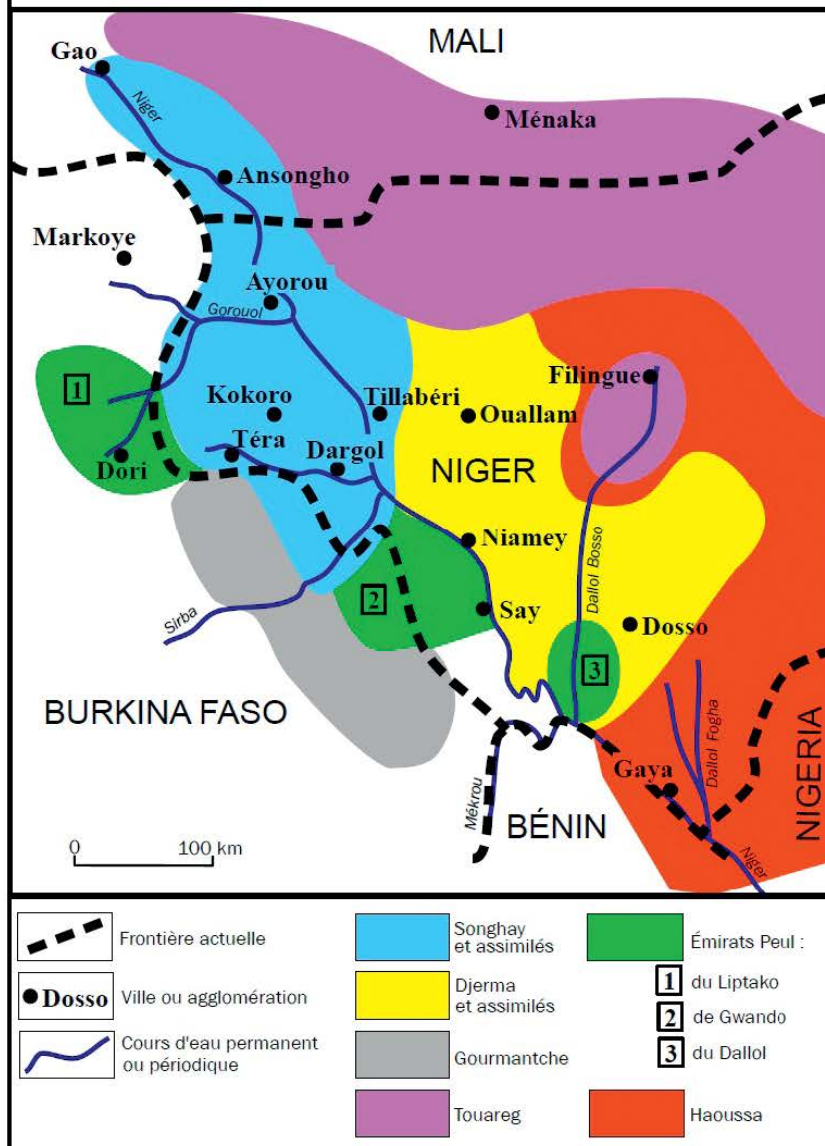 MALI
Gao
Niger
Ménaka
Ansongho
Markoye
Ayorou
Gorouol
1
Filingue
Kokoro
Tillabéri
Ouallam
Téra
Dargol
Dori
NIGER
Niamey
Dallol Bosso
2
Say
Sirba
Dosso
3
BURKINA FASO
Dallol Fogha
NIGERIA
Gaya
Mékrou
BÉNIN
0 100 km
Niger
Frontière actuelle
Dosso Ville ou agglomération
Cours d'eau permanent
ou périodique
Songhay
et assimilés
Djerma
et assimilés
Gourmantche
Touareg
Émirats Peul :
1 du Liptako
2 de Gwando
3 du Dallol
Haoussa